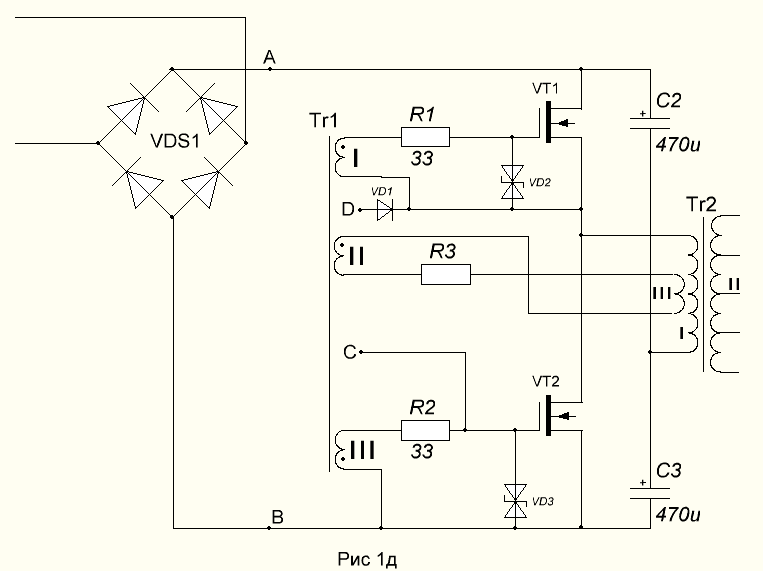 A
VT1
C2
+
470u
R1
33
Tr1
I
VDS1
VD1
VD2
D
Tr2
II
R3
III
II
I
C
VT2
R2
33
III
C3
+
470u
VD3
B
Рис 1д